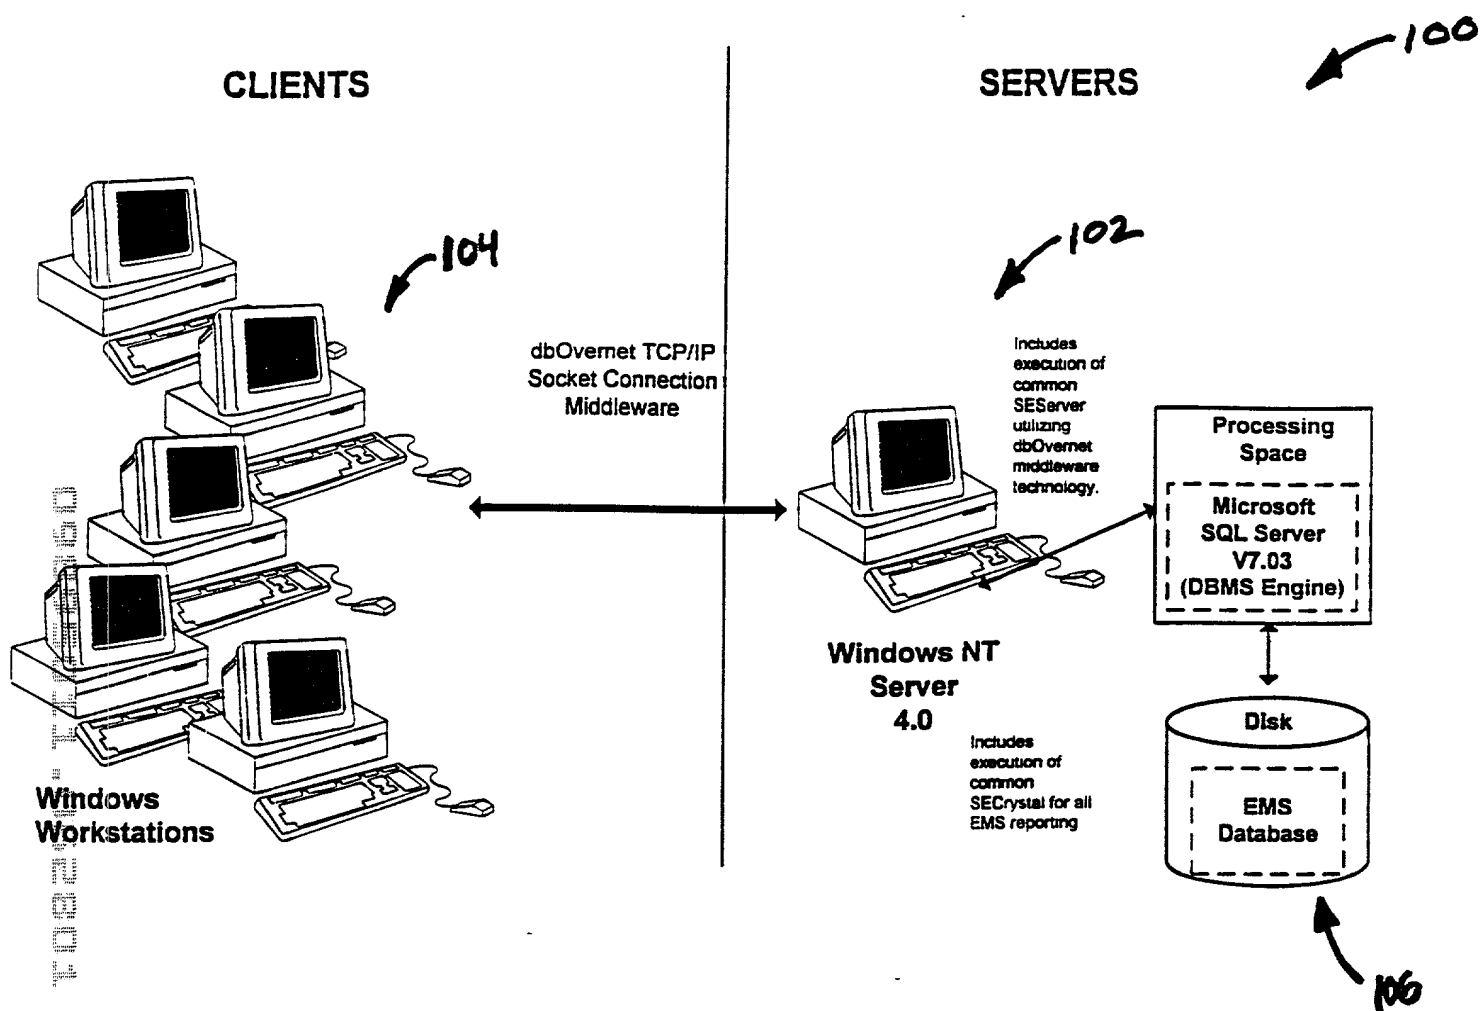 100
CLIENTS
SERVERS
104
102
dbOvernet TCP/IP
Socket Connection
Middleware
Includes
execution of
common
SEServer
utilizing
dbOvernet
middleware
technology.
Processing
Space
Microsoft
SQL Server
V7.03
(DBMS Engine)
Windows NT
Server
4.0
Includes
execution of
common
SECrystal for all
EMS reporting
Disk
EMS
Database
Windows
Workstations
106